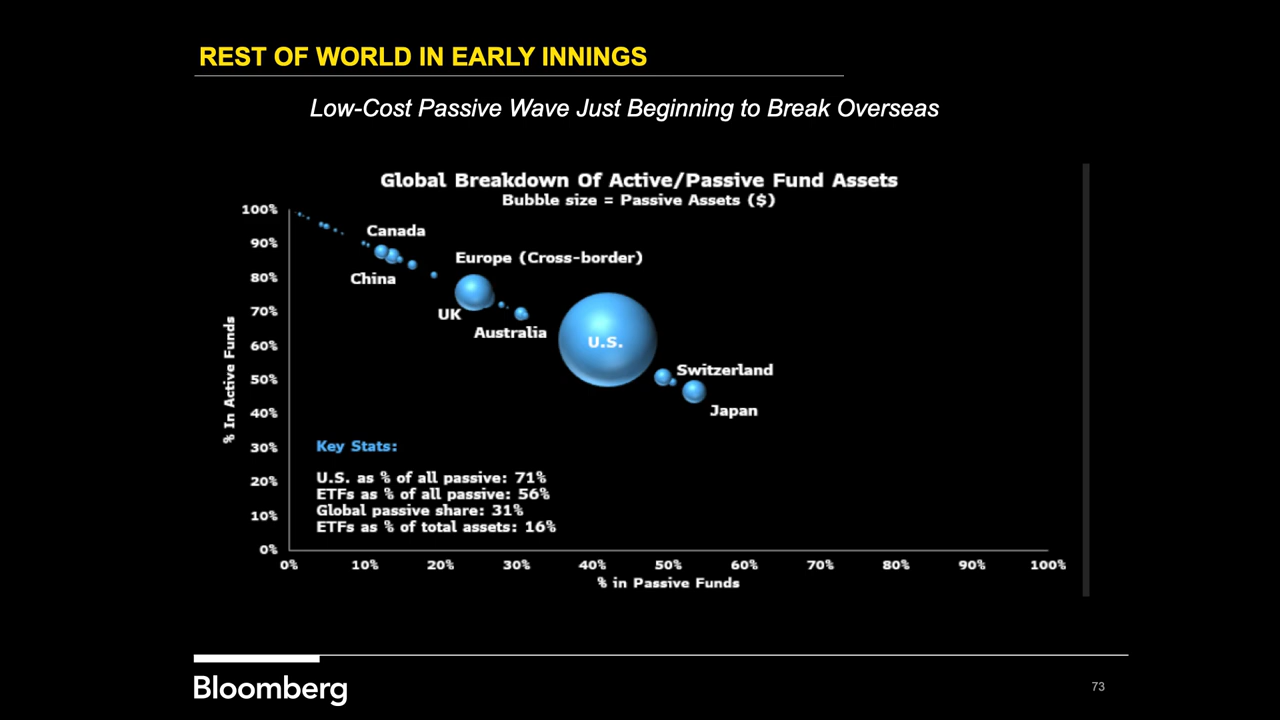 REST OF WORLD IN EARLY INNINGS
Low-Cost Passive Wave Just Beginning to Break Overseas
Global Breakdown Of Active/Passive Fund Assets
Bubble size = Passive Assets ($)
% In Active Funds
100%
90%
80%
70%
60%
50%
40%
30%
20%
10%
0%
Canada
China
Europe (Cross-border)
UK
Australia
U.S.
Switzerland
Japan
Key Stats:
U.S. as % of all passive: 71%
ETFs as % of all passive: 56%
Global passive share: 31%
ETFs as % of total assets: 16%
0% 10% 20% 30% 40% 50% 60% 70% 80% 90% 100%
% in Passive Funds
Bloomberg
73